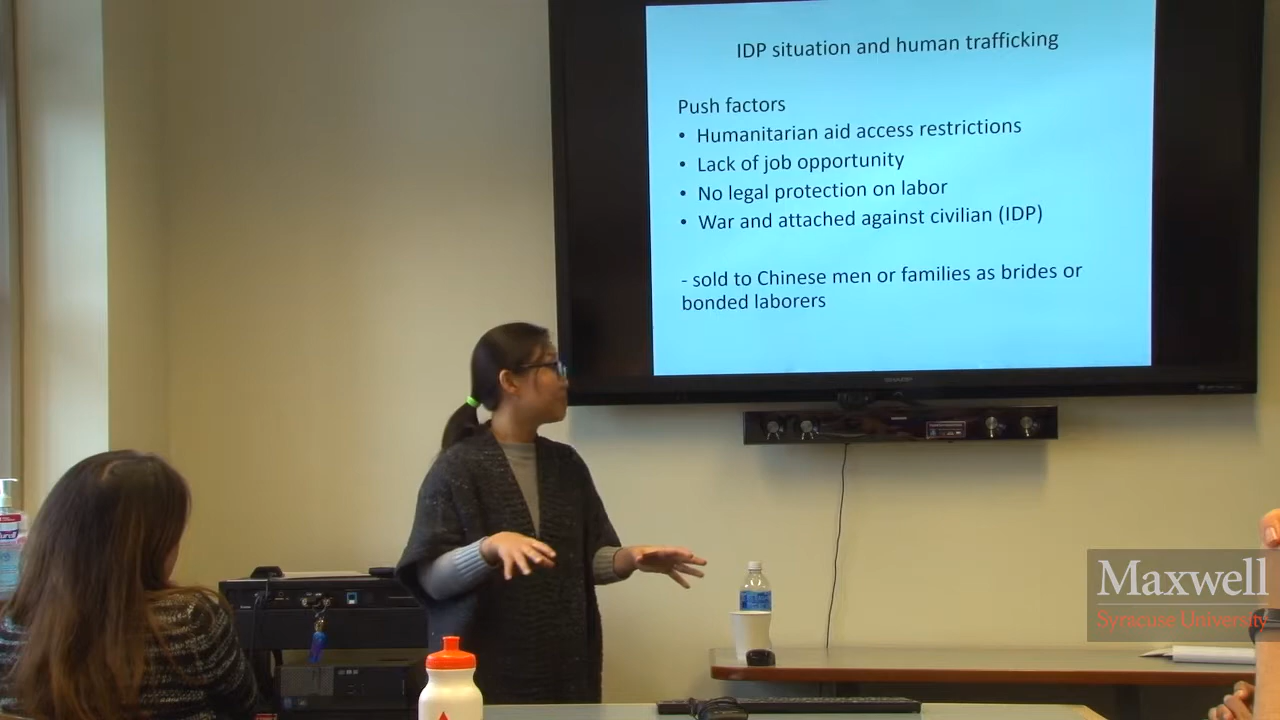 IDP situation and human trafficking
Push factors
• Humanitarian aid access restrictions
• Lack of job opportunity
• No legal protection on labor
• War and attached against civilian (IDP)
- sold to Chinese men or families as brides or
bonded laborers
SHARP
Maxwell
Syracuse University